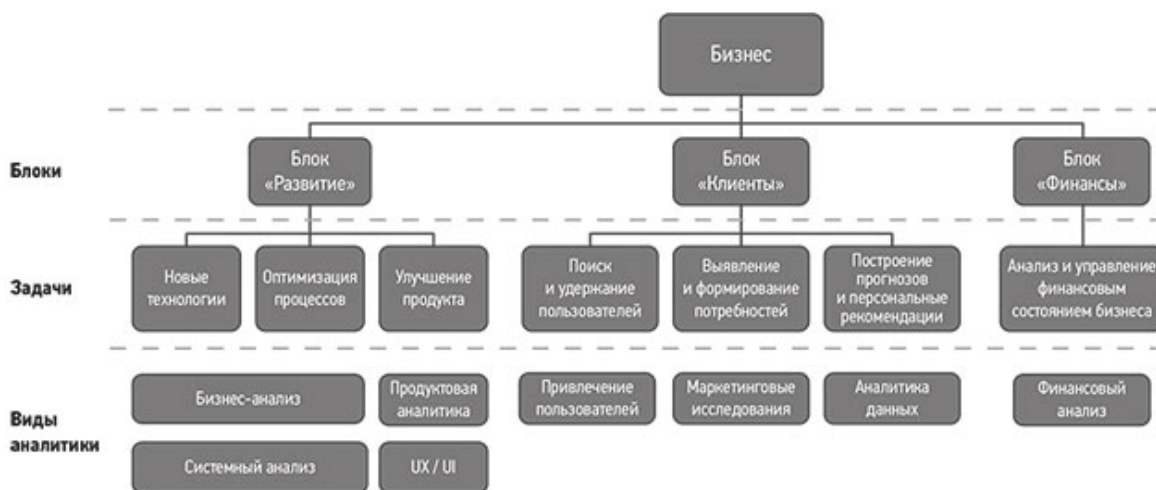 Бизнес
Блоки
Блок
«Развитие»
Блок
«Клиенты»
Блок
«Финансы»
Задачи
Новые
технологии
Оптимизация
процессов
Улучшение
продукта
Поиск
и удержание
пользователей
Выявление
и формирование
потребностей
Построение
прогнозов
и персональные
рекомендации
Анализ и управление
финансовым
состоянием бизнеса
Виды
аналитики
Бизнес-анализ
Продуктовая
аналитика
Привлечение
пользователей
Маркетинговые
исследования
Аналитика
данных
Финансовый
анализ
Системный анализ
UX / UI